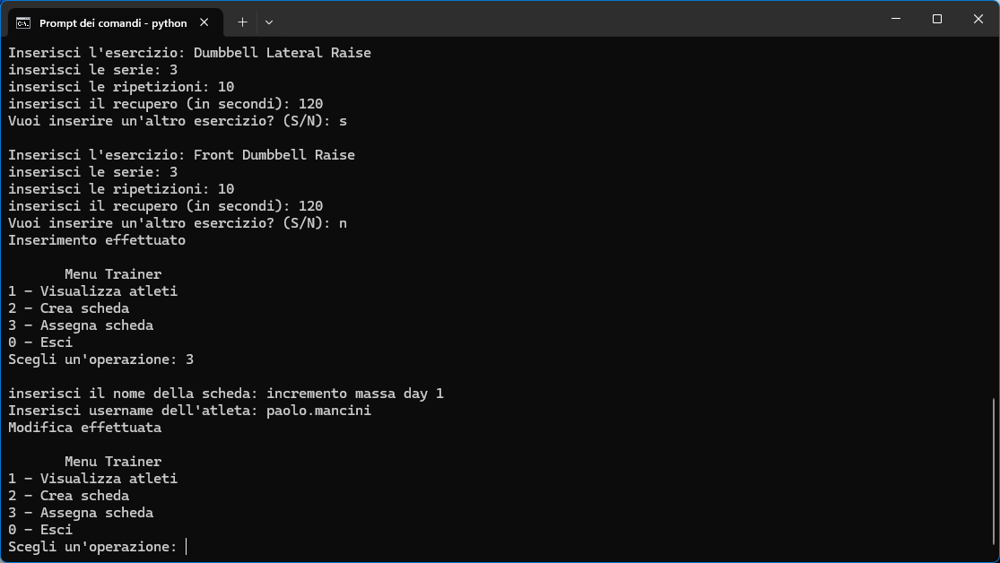 Prompt dei comandi - python
Inserisci l'esercizio: Dumbbell Lateral Raise
inserisci le serie: 3
inserisci le ripetizioni: 10
inserisci il recupero (in secondi): 120
Vuoi inserire un'altro esercizio? (S/N): s
Inserisci l'esercizio: Front Dumbbell Raise
inserisci le serie: 3
inserisci le ripetizioni: 10
inserisci il recupero (in secondi): 120
Vuoi inserire un'altro esercizio? (S/N): n
Inserimento effettuato
Menu Trainer
1 - Visualizza atleti
2 - Crea scheda
3 - Assegna scheda
0 - Esci
Scegli un'operazione: 3
inserisci il nome della scheda: incremento massa day 1
Inserisci username dell'atleta: paolo.mancini
Modifica effettuata
Menu Trainer
1 - Visualizza atleti
2 - Crea scheda
3 - Assegna scheda
0 - Esci
Scegli un'operazione: